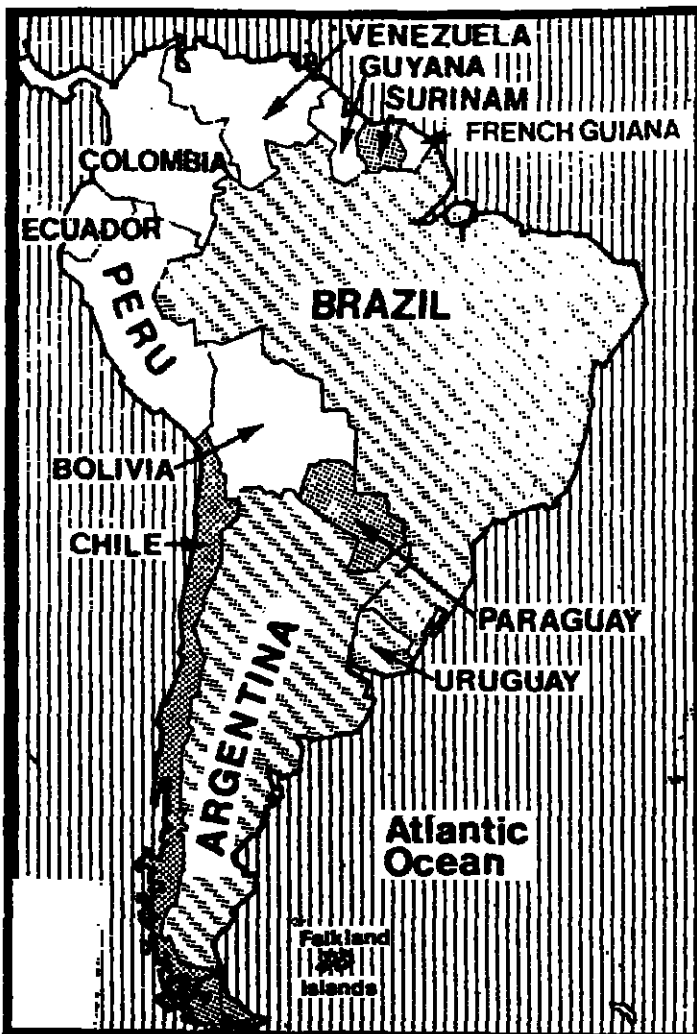 VENEZUELA
GUYANA
SURINAM
FRENCH GUIANA
COLOMBIA
ECUADOR
PERU
BRAZIL
BOLIVIA
CHILE
PARAGUAY
URUGUAY
ARGENTINA
Atlantic
Ocean
Falkland
Islands